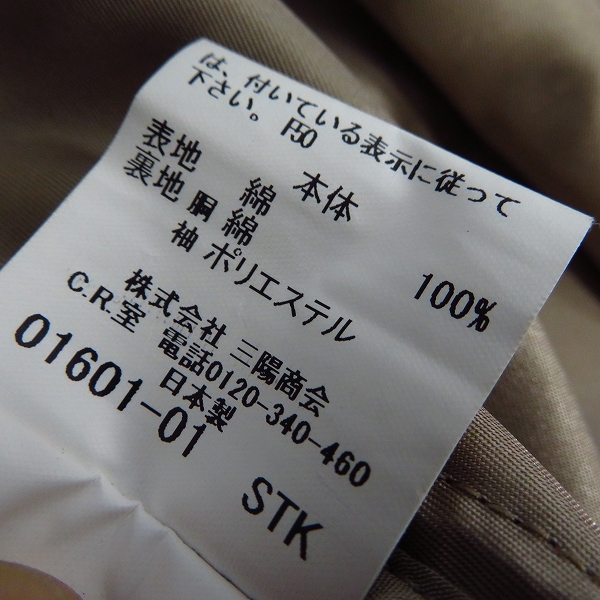 は、付いている表示に従って
下さい。P50
本体
表地 綿 100%
裏地 胴 綿
袖 ポリエステル
株式会社 三陽商会
C.R.室 電話0120-340-460
日本製
01601-01
STK